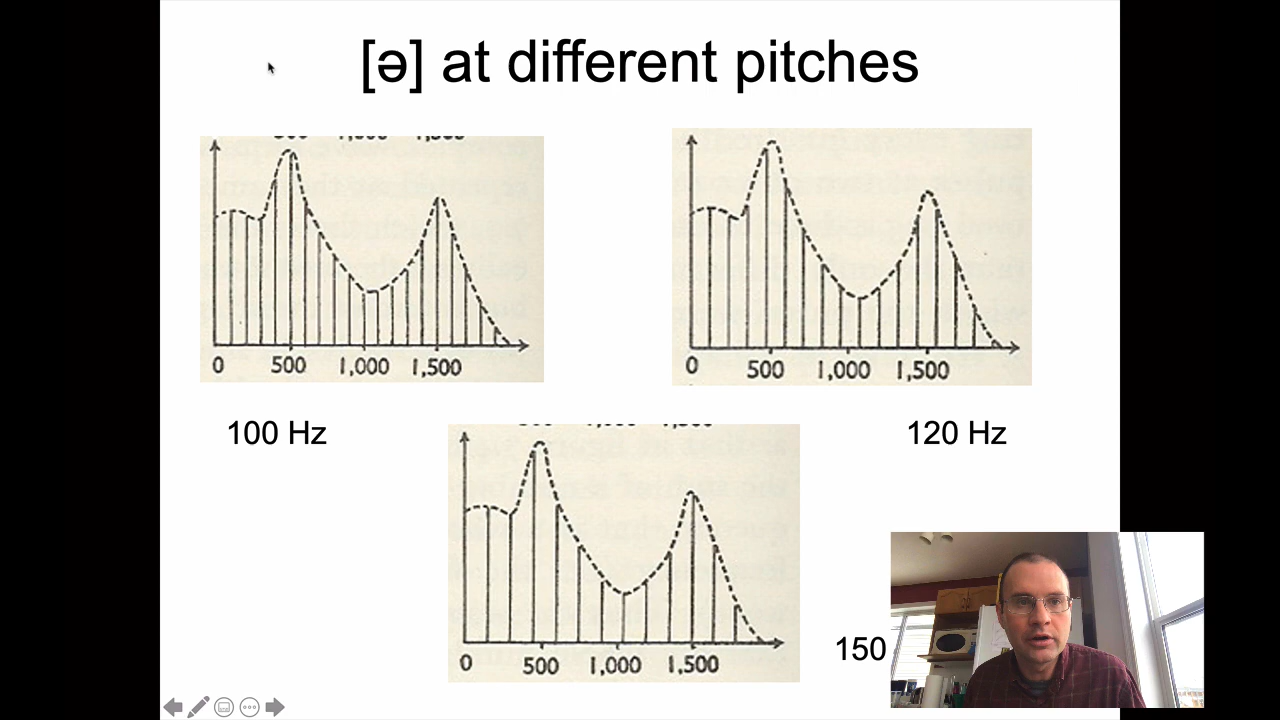 [ə] at different pitches
0 500 1,000 1,500
0 500 1,000 1,500
100 Hz
120 Hz
0 500 1,000 1,500
150